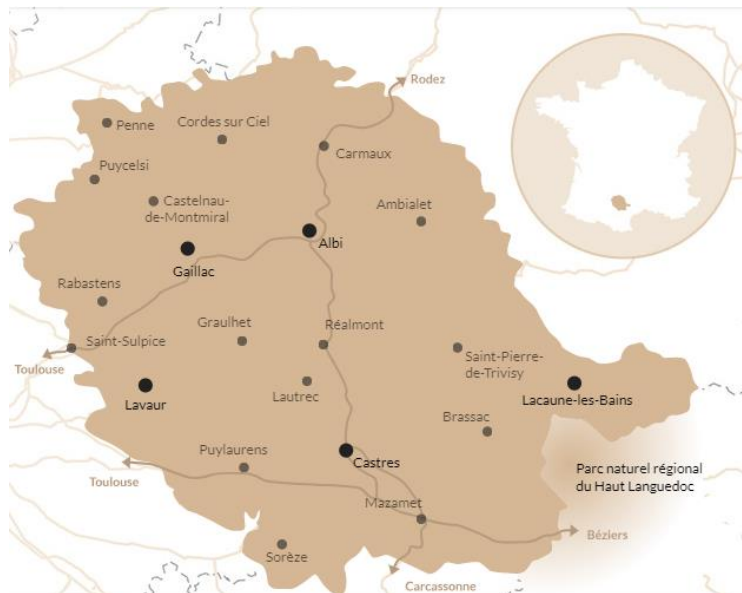 Rodez
Penne
Cordes sur Ciel
Carmaux
Puycelsi
Castelnau-
de-Montmiral
Ambialet
Albi
Gaillac
Rabastens
Graulhet
Réalmont
Saint-Sulpice
Toulouse
Saint-Pierre-
de-Trivisy
Lavaur
Lautrec
Lacaune-les-Bains
Brassac
Puylaurens
Castres
Toulouse
Parc naturel régional
du Haut Languedoc
Mazamet
Béziers
Sorèze
Carcassonne